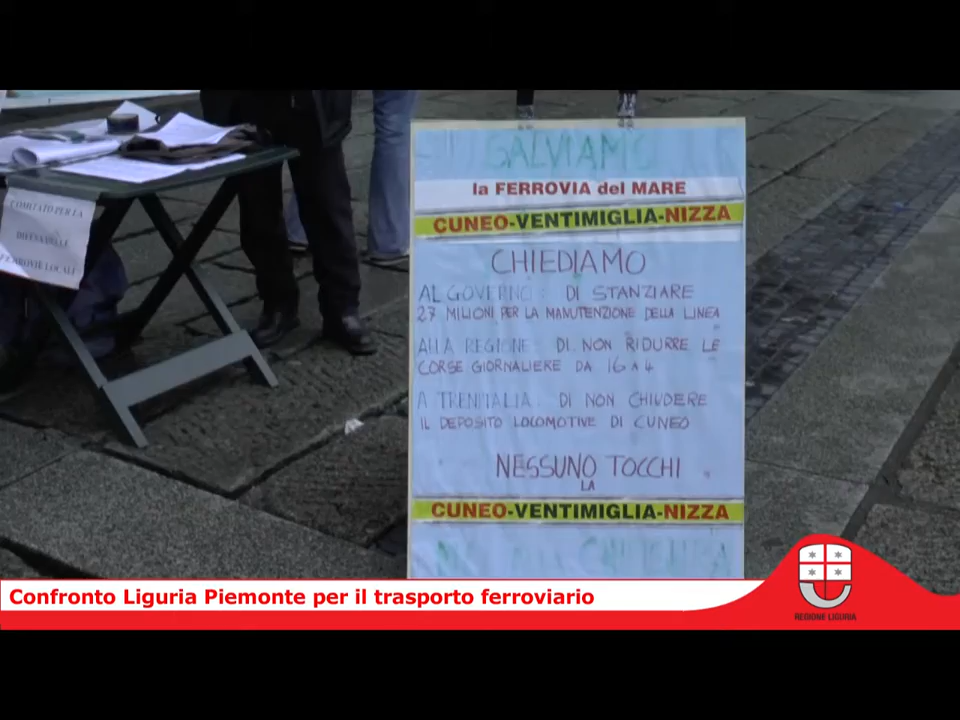 COMITATO PER LA
DIFESA DELLE
FERROVIE LOCALI
SALVIAMO
la FERROVIA del MARE
CUNEO-VENTIMIGLIA-NIZZA
CHIEDIAMO
AL GOVERNO: DI STANZIARE
27 MILIONI PER LA MANUTENZIONE DELLA LINEA
ALLA REGIONE: DI NON RIDURRE LE
CORSE GIORNALIERE DA 16 A 4
A TRENITALIA: DI NON CHIUDERE
IL DEPOSITO LOCOMOTIVE DI CUNEO
NESSUNO TOCCHI
LA
CUNEO-VENTIMIGLIA-NIZZA
NO ALLA CHIUSURA
Confronto Liguria Piemonte per il trasporto ferroviario
REGIONE LIGURIA